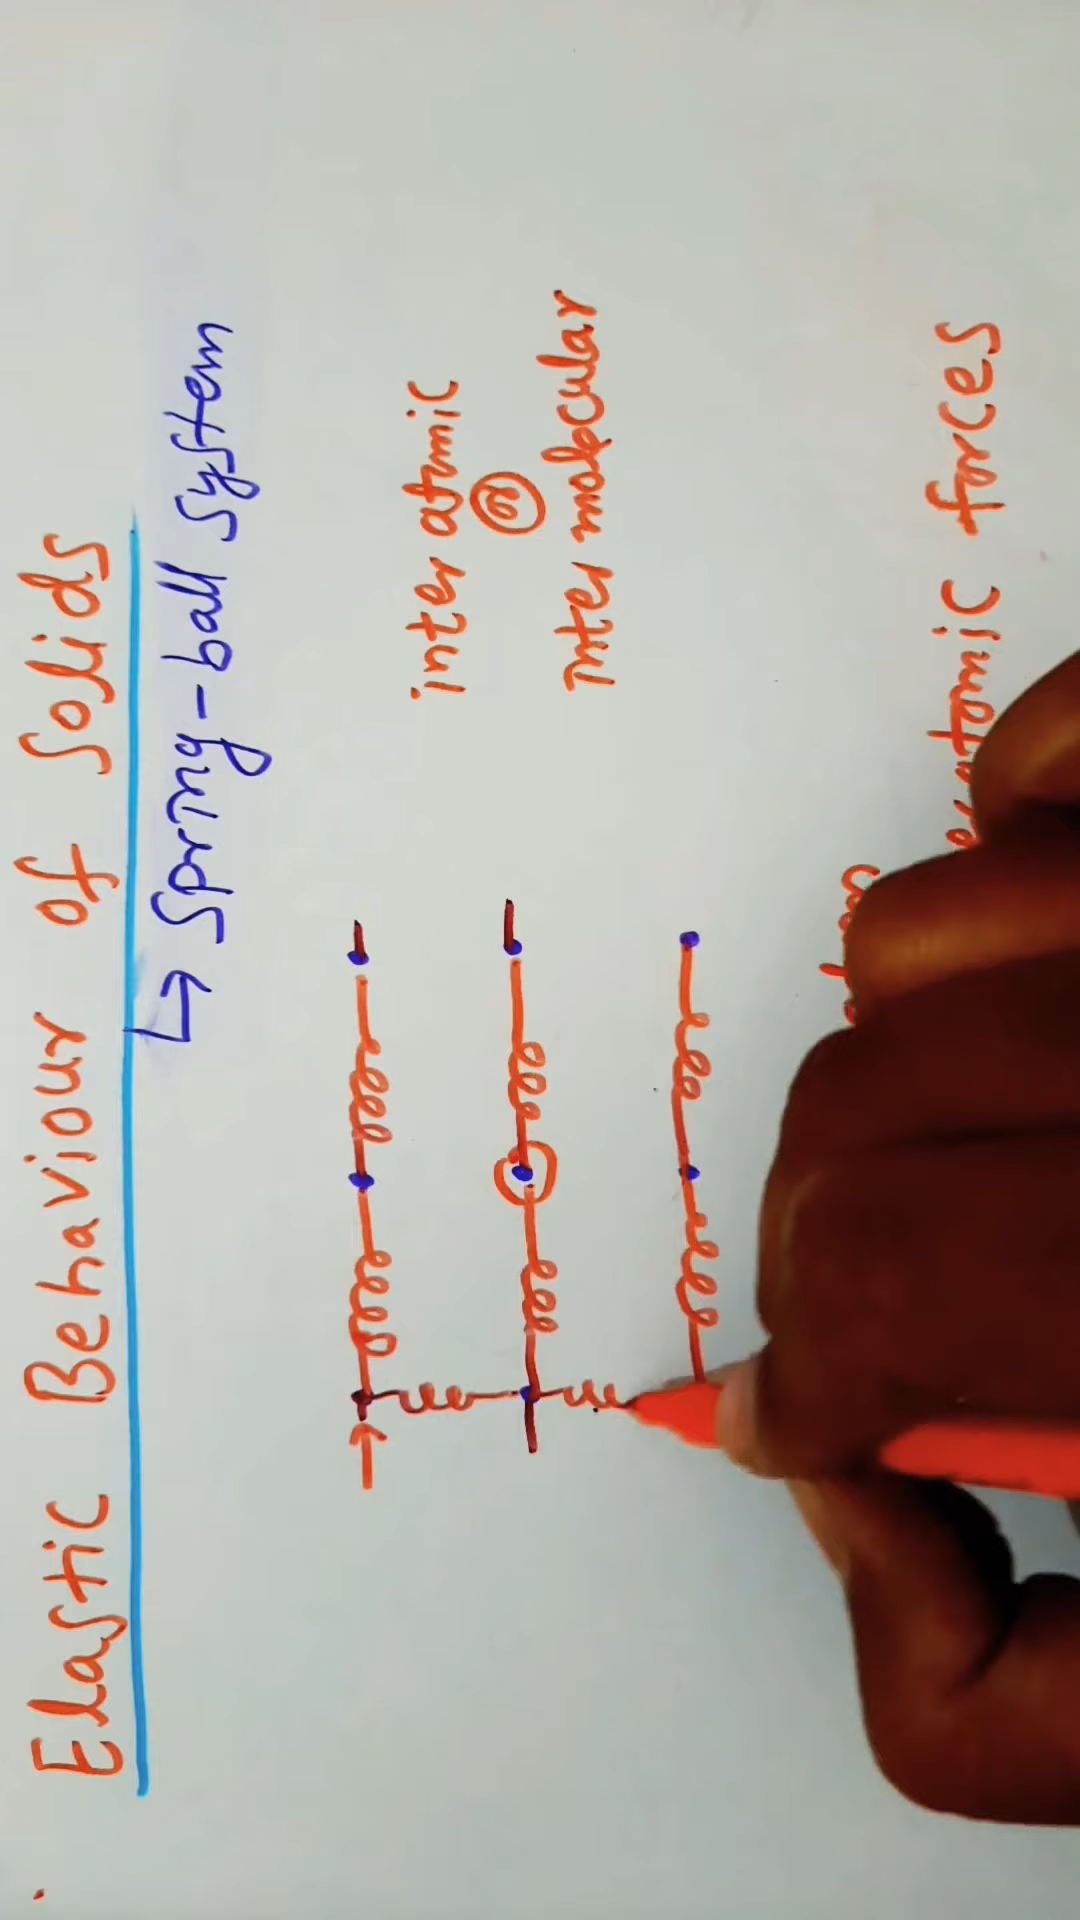 Elastic Behaviour of Solids
↳ Spring-ball System
inter atomic
(or)
Inter molecular
forces